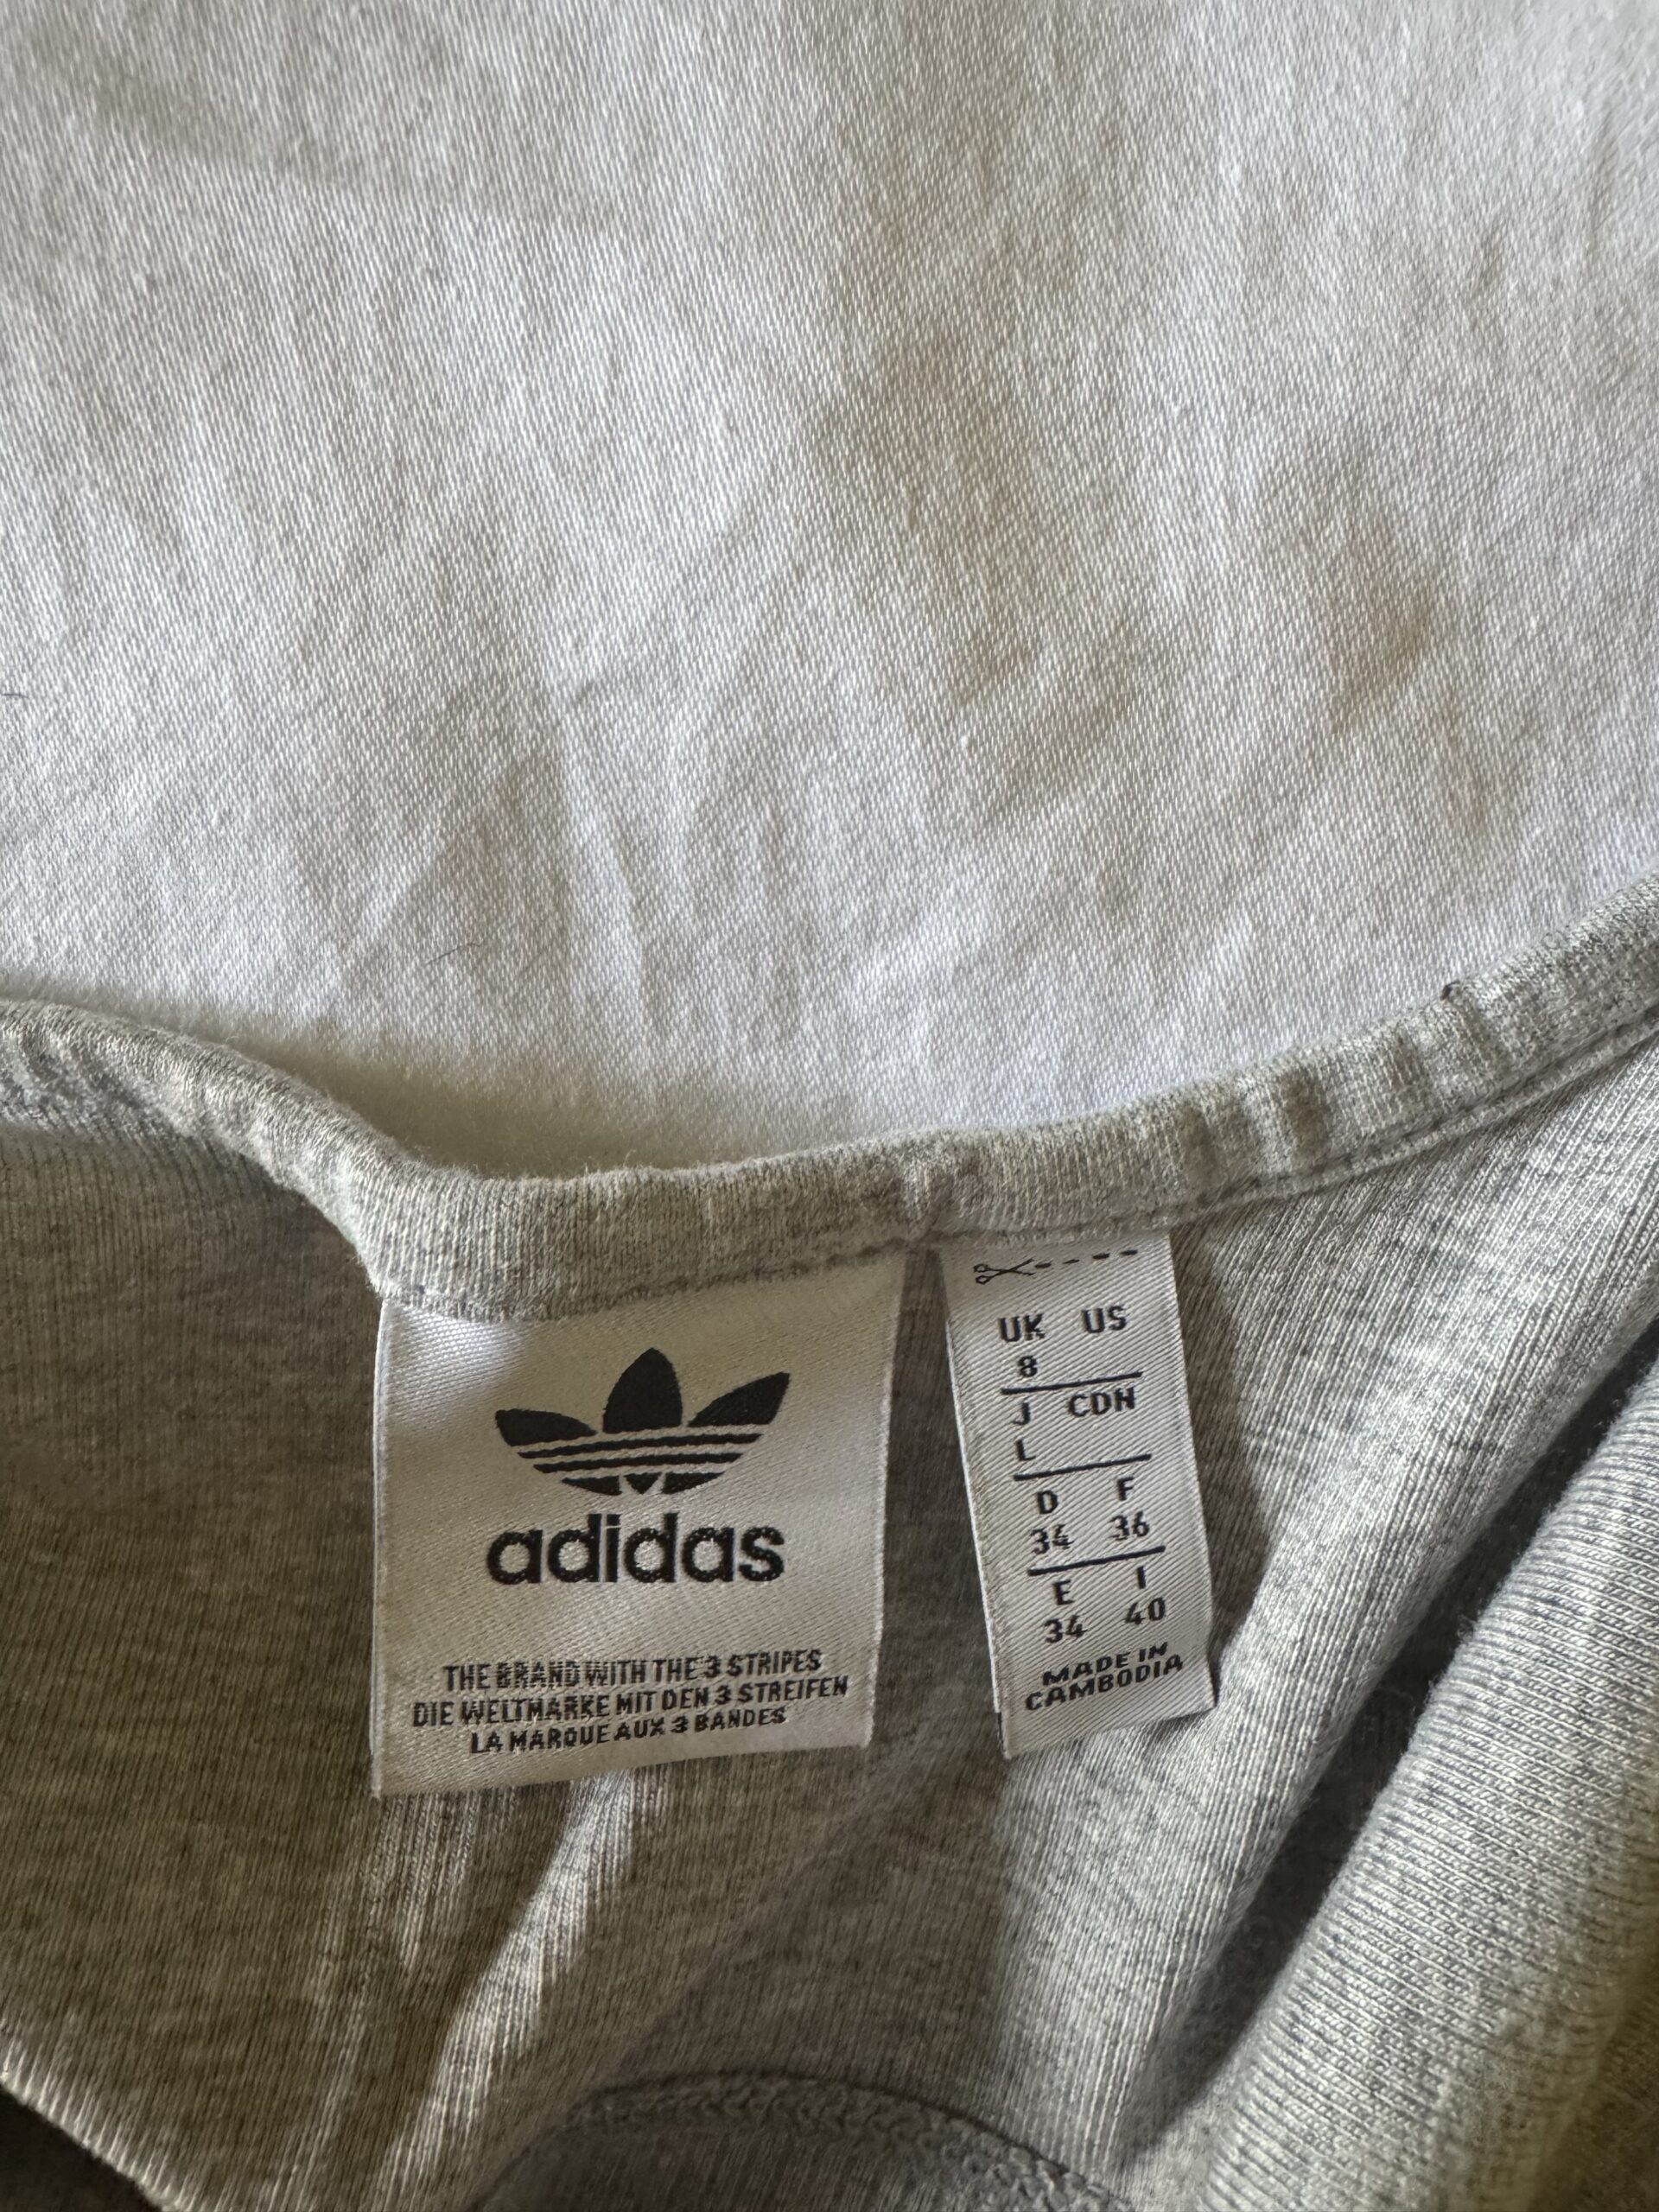 adidas
THE BRAND WITH THE 3 STRIPES
DIE WELTMARKE MIT DEN 3 STREIFEN
LA MARQUE AUX 3 BANDES
UK US
8
J CDN
L
D F
34 36
E I
34 40
MADE IN
CAMBODIA